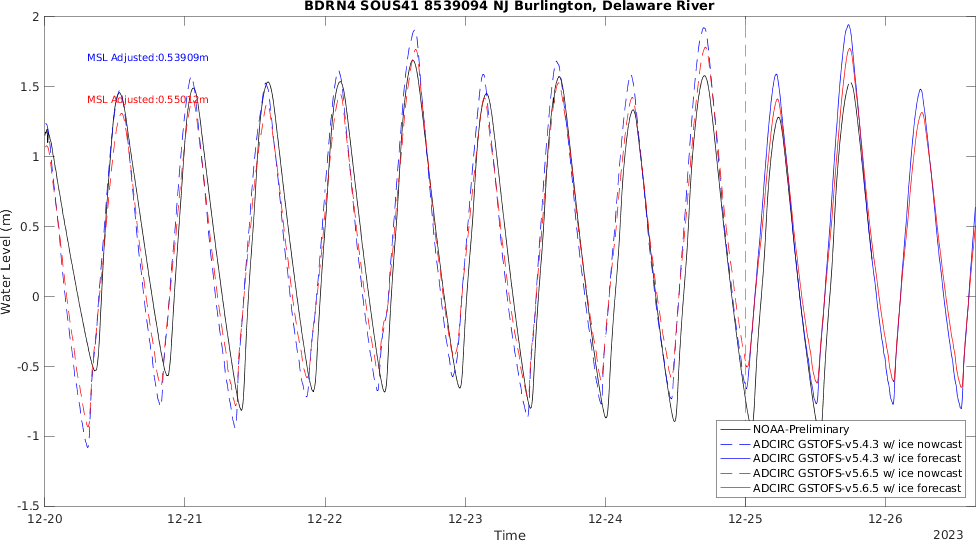 BDRN4 SOUS41 8539094 NJ Burlington, Delaware River
2
1.5
1
0.5
0
-0.5
-1
-1.5
Water Level (m)
MSL Adjusted:0.53909m
MSL Adjusted:0.55012m
NOAA-Preliminary
ADCIRC GSTOFS-v5.4.3 w/ ice nowcast
ADCIRC GSTOFS-v5.4.3 w/ ice forecast
ADCIRC GSTOFS-v5.6.5 w/ ice nowcast
ADCIRC GSTOFS-v5.6.5 w/ ice forecast
12-20 12-21 12-22 12-23 12-24 12-25 12-26
Time
2023